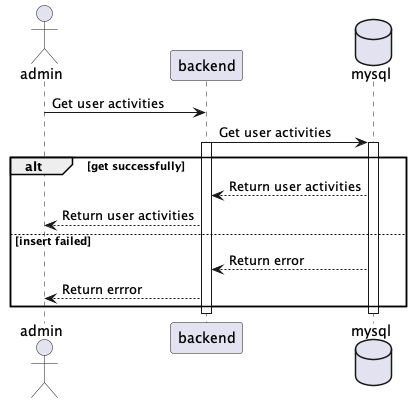 admin
backend
mysql
Get user activities
Get user activities
alt [get successfully]
Return user activities
Return user activities
[insert failed]
Return error
Return errror
admin
backend
mysql